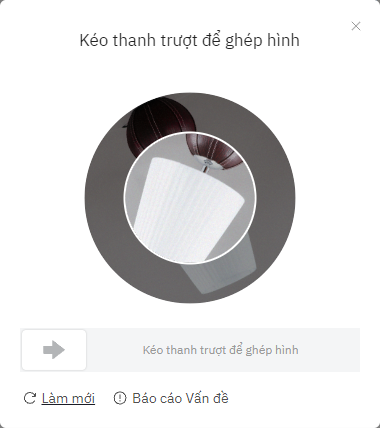 Kéo thanh trượt để ghép hình
Kéo thanh trượt để ghép hình
Làm mới
Báo cáo Vấn đề